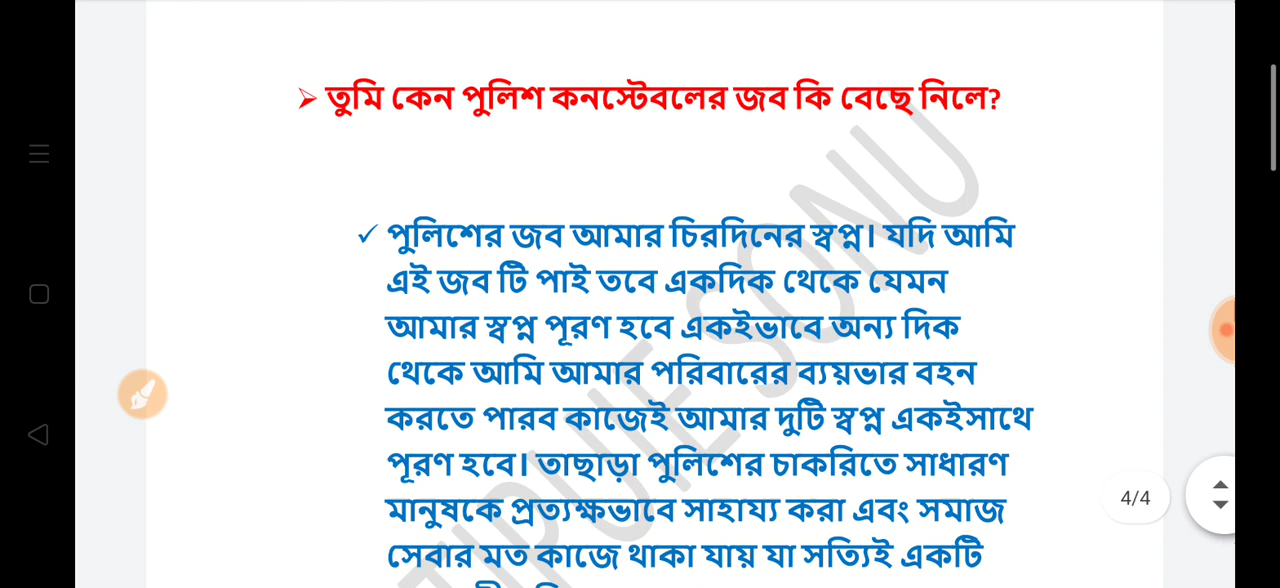 ➢ তুমি কেন পুলিশ কনস্টেবলের জব কি বেছে নিলে?
✓ পুলিশের জব আমার চিরদিনের স্বপ্ন। যদি আমি
এই জব টি পাই তবে একদিক থেকে যেমন
আমার স্বপ্ন পূরণ হবে একইভাবে অন্য দিক
থেকে আমি আমার পরিবারের ব্যয়ভার বহন
করতে পারব কাজেই আমার দুটি স্বপ্ন একইসাথে
পূরণ হবে। তাছাড়া পুলিশের চাকরিতে সাধারণ
মানুষকে প্রত্যক্ষভাবে সাহায্য করা এবং সমাজ
সেবার মত কাজে থাকা যায় যা সত্যিই একটি
4/4
SONU